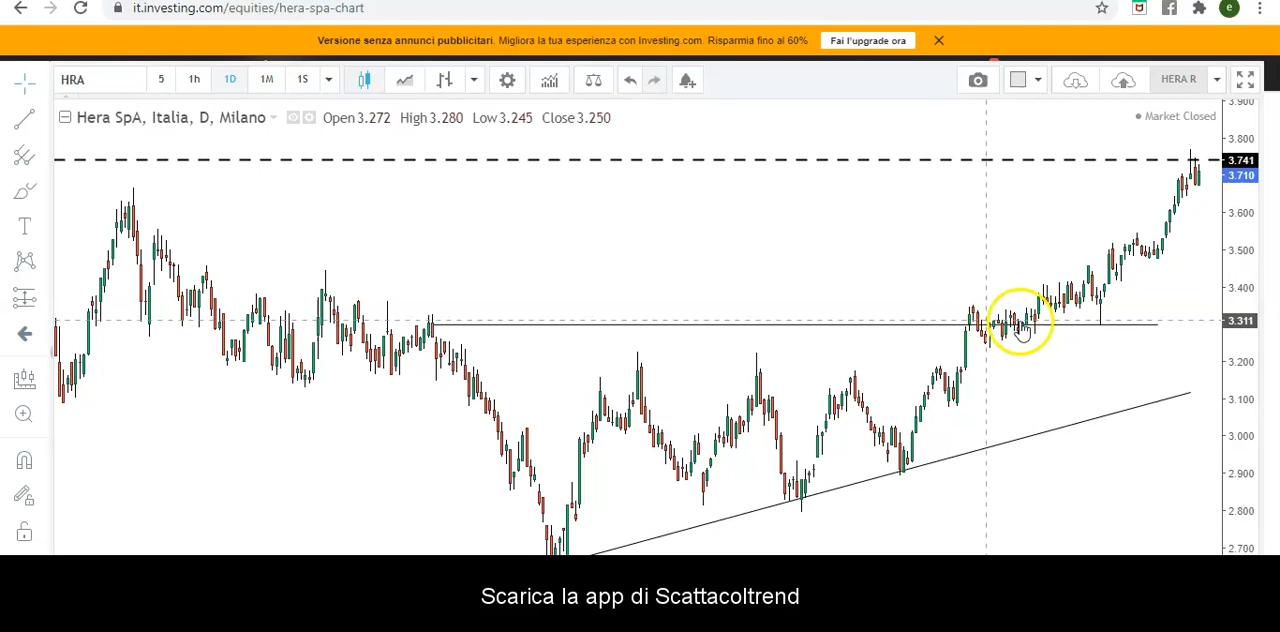 it.investing.com/equities/hera-spa-chart
e
Versione senza annunci pubblicitari. Migliora la tua esperienza con Investing.com. Risparmia fino al 60%
Fai l'upgrade ora
HRA
5
1h
1D
1M
1S
HERA R
Hera SpA, Italia, D, Milano
Open 3.272 High 3.280 Low 3.245 Close 3.250
Market Closed
T
3.900
3.800
3.741
3.710
3.600
3.500
3.400
3.311
3.200
3.100
3.000
2.900
2.800
2.700
Scarica la app di Scattacoltrend